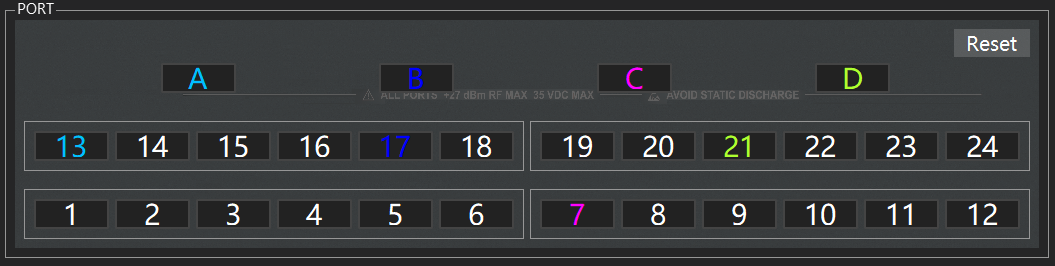 PORT
Reset
A B C D
ALL PORTS +27 dBm RF MAX 35 VDC MAX AVOID STATIC DISCHARGE
13 14 15 16 17 18 19 20 21 22 23 24
1 2 3 4 5 6 7 8 9 10 11 12